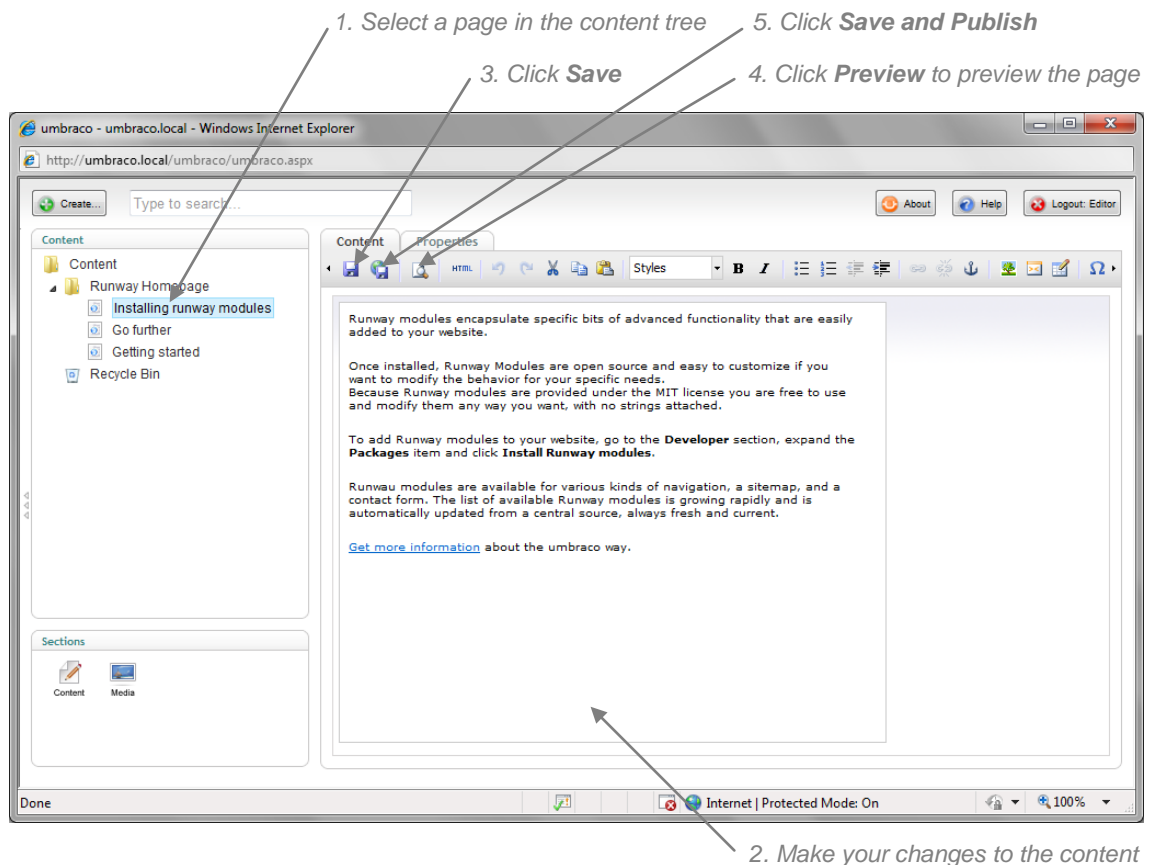 1. Select a page in the content tree
5. Click Save and Publish
3. Click Save
4. Click Preview to preview the page
umbraco - umbraco.local - Windows Internet Explorer
http://umbraco.local/umbraco/umbraco.aspx
Create...
Type to search...
About
Help
Logout: Editor
Content
Content
Runway Homepage
Installing runway modules
Go further
Getting started
Recycle Bin
Sections
Content
Media
Content
Properties
HTML
Styles
B
I
Ω
Runway modules encapsulate specific bits of advanced functionality that are easily
added to your website.
Once installed, Runway Modules are open source and easy to customize if you
want to modify the behavior for your specific needs.
Because Runway modules are provided under the MIT license you are free to use
and modify them any way you want, with no strings attached.
To add Runway modules to your website, go to the Developer section, expand the
Packages item and click Install Runway modules.
Runwau modules are available for various kinds of navigation, a sitemap, and a
contact form. The list of available Runway modules is growing rapidly and is
automatically updated from a central source, always fresh and current.
Get more information about the umbraco way.
Done
Internet | Protected Mode: On
100%
2. Make your changes to the content